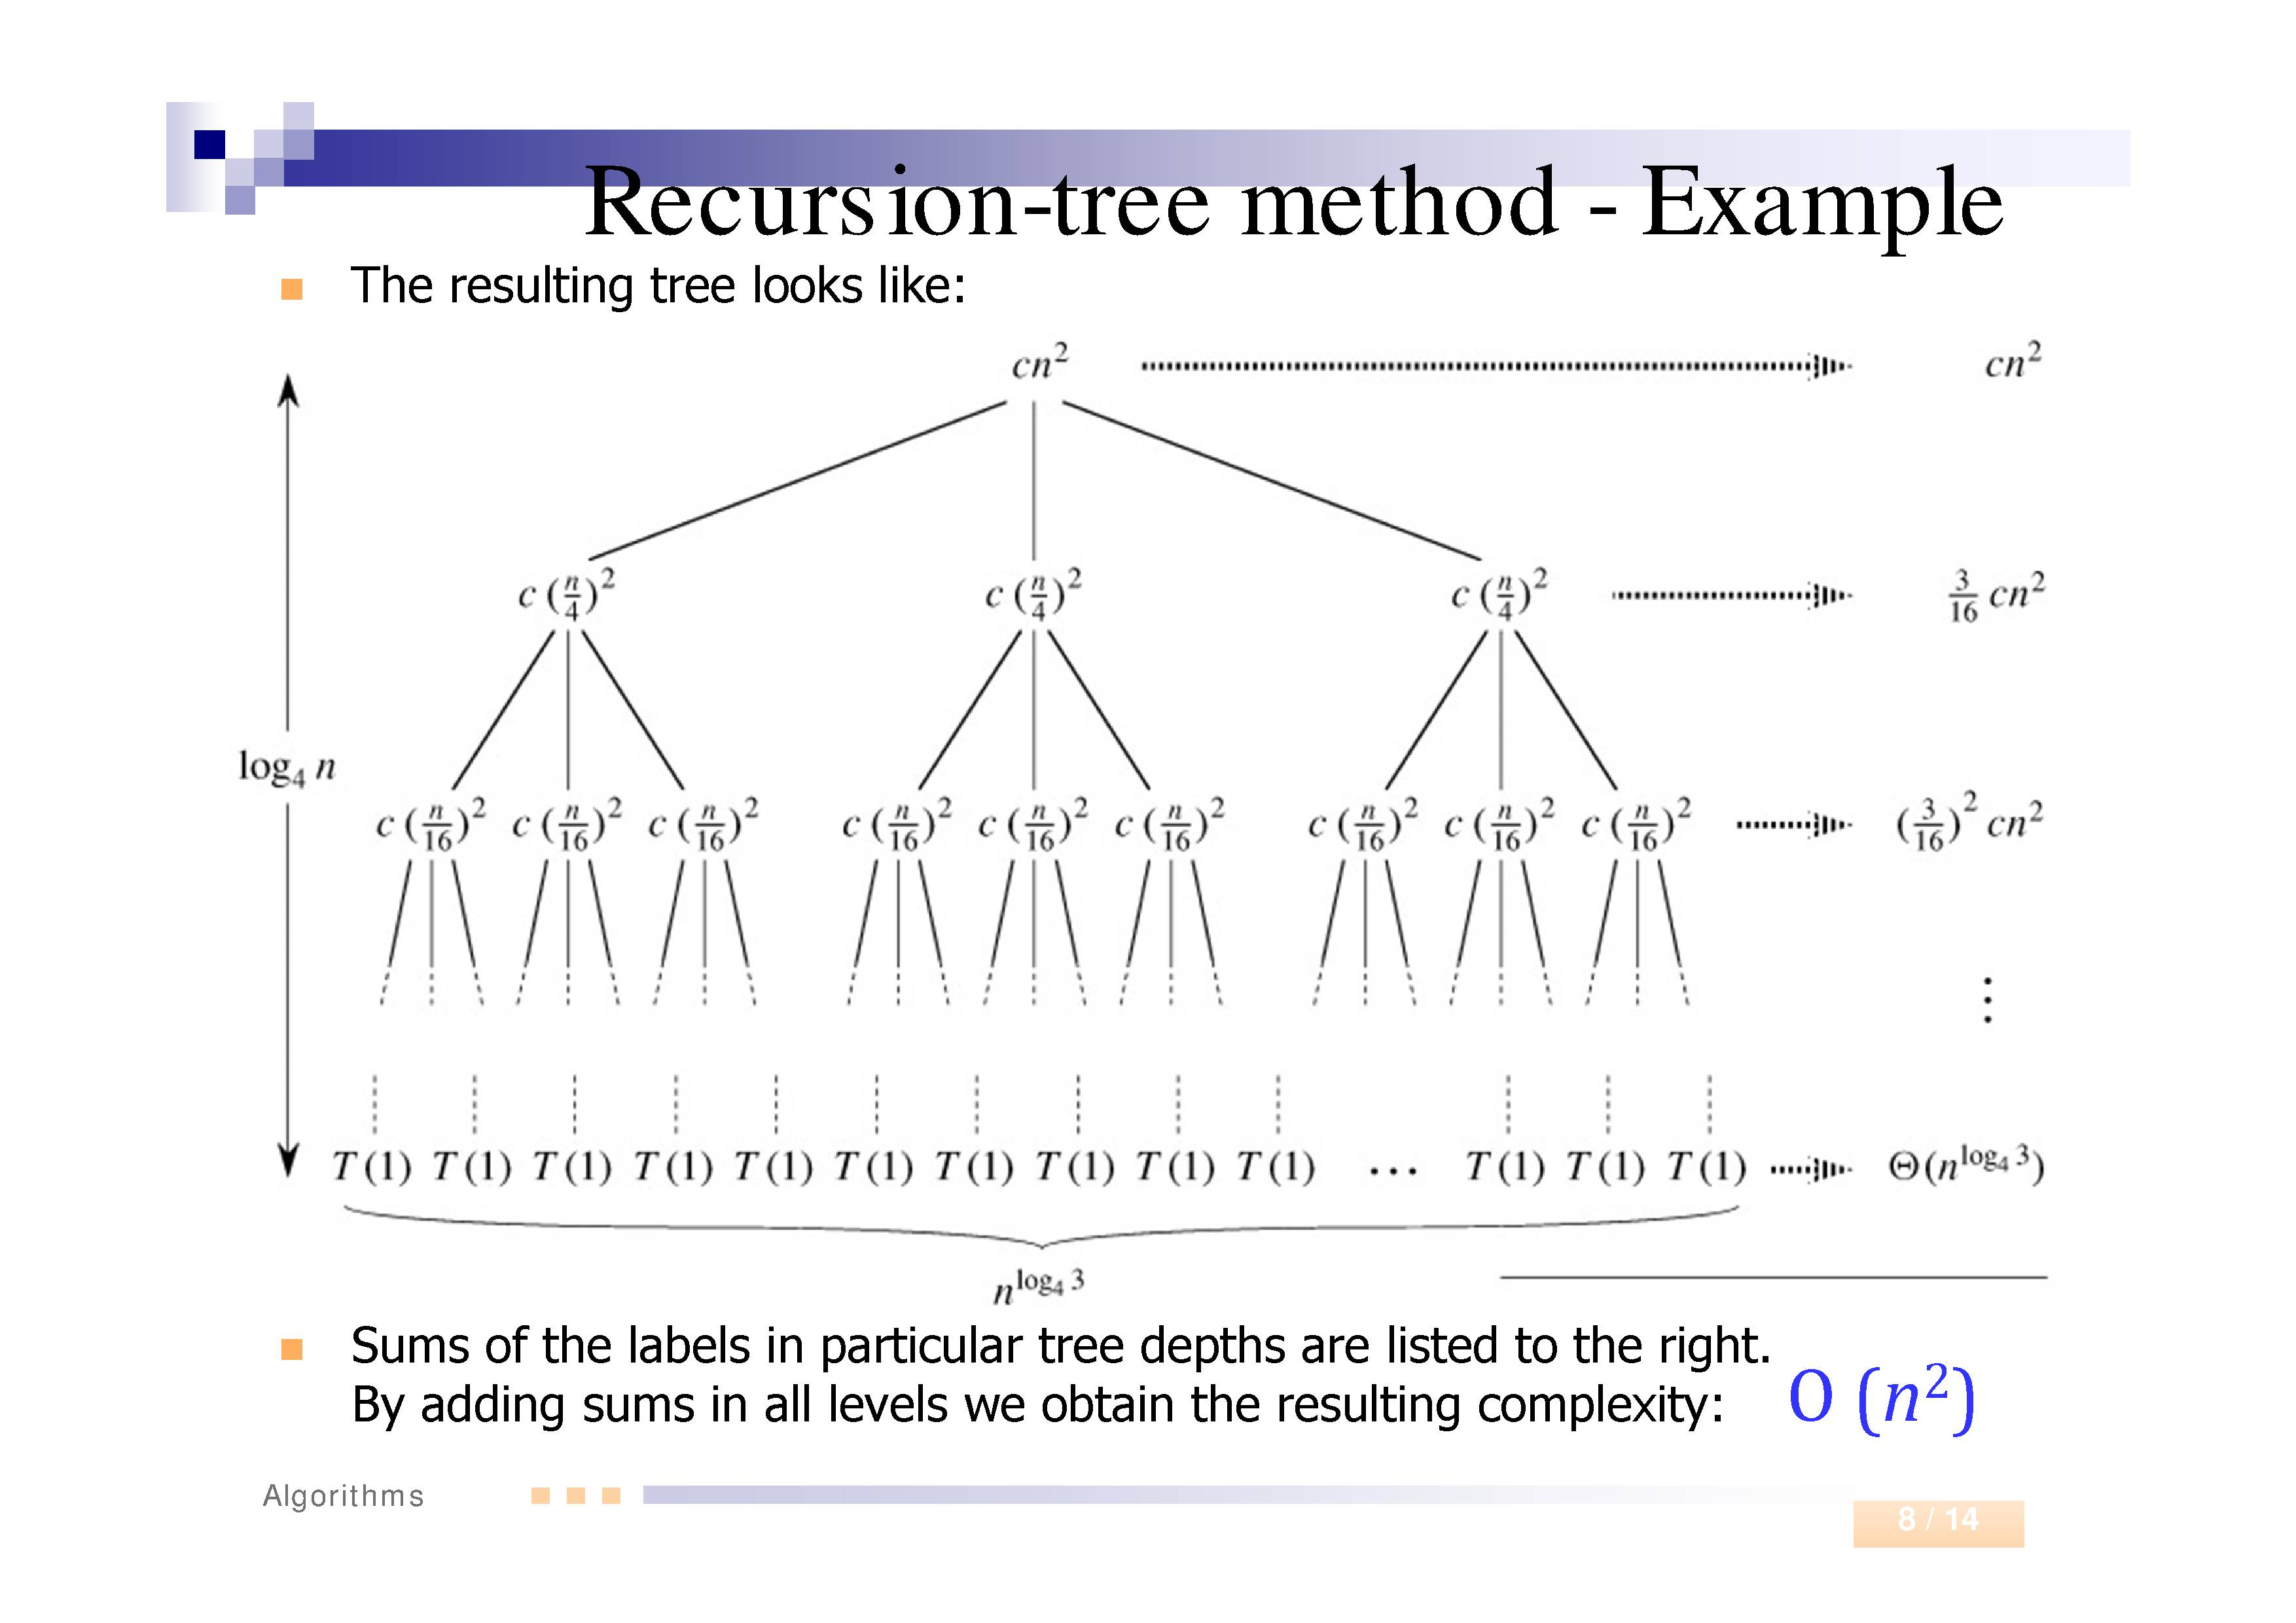 Recursion-tree method - Example
The resulting tree looks like:
cn² cn²
c(n/4)² c(n/4)² c(n/4)² 3/16 cn²
log₄ n
c(n/16)² c(n/16)² c(n/16)² c(n/16)² c(n/16)² c(n/16)² c(n/16)² c(n/16)² c(n/16)² (3/16)² cn²
⋮
T(1) T(1) T(1) T(1) T(1) T(1) T(1) T(1) T(1) T(1) ... T(1) T(1) T(1) Θ(n^{log₄ 3})
n^{log₄ 3}
Sums of the labels in particular tree depths are listed to the right.
By adding sums in all levels we obtain the resulting complexity: O (n²)
Algorithms
8 / 14